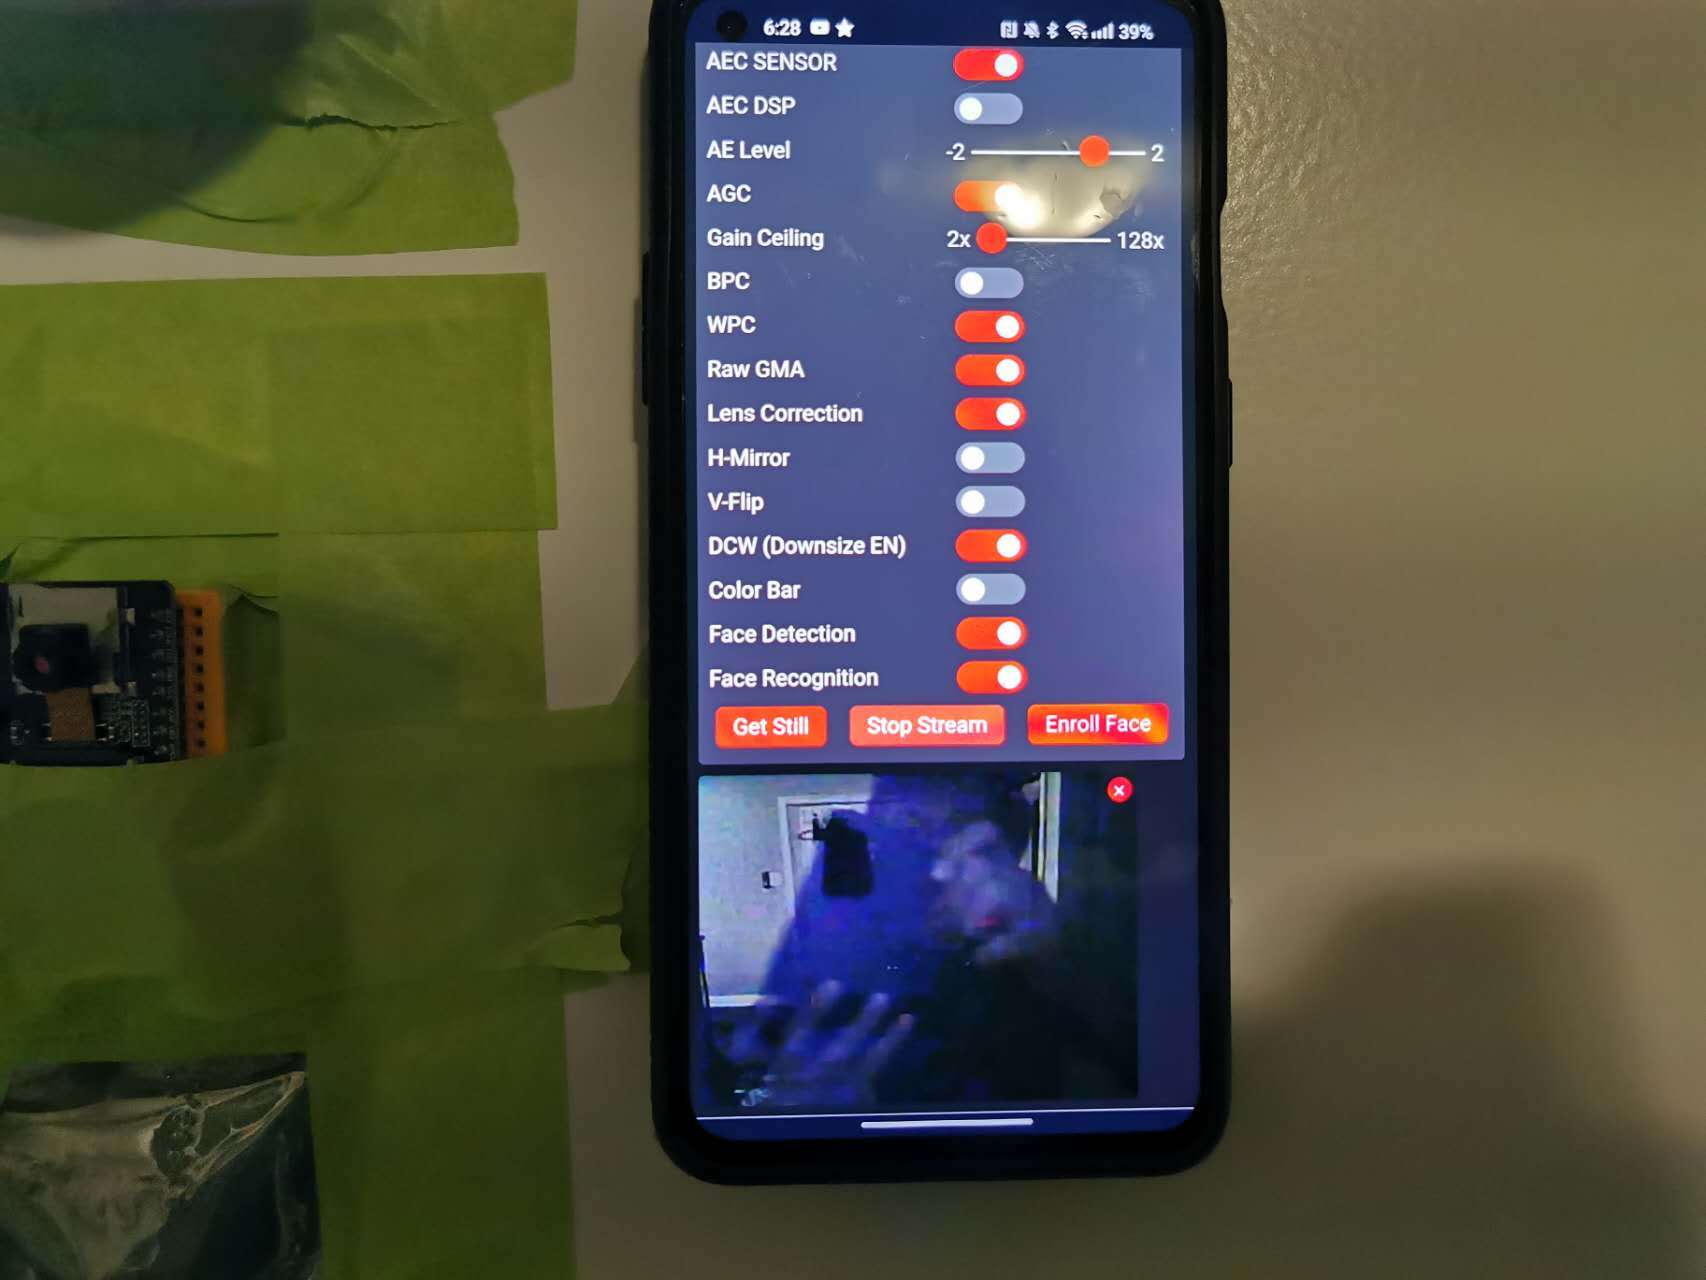 6:28 39%
AEC SENSOR
AEC DSP
AE Level -2 2
AGC
Gain Ceiling 2x 128x
BPC
WPC
Raw GMA
Lens Correction
H-Mirror
V-Flip
DCW (Downsize EN)
Color Bar
Face Detection
Face Recognition
Get Still Stop Stream Enroll Face